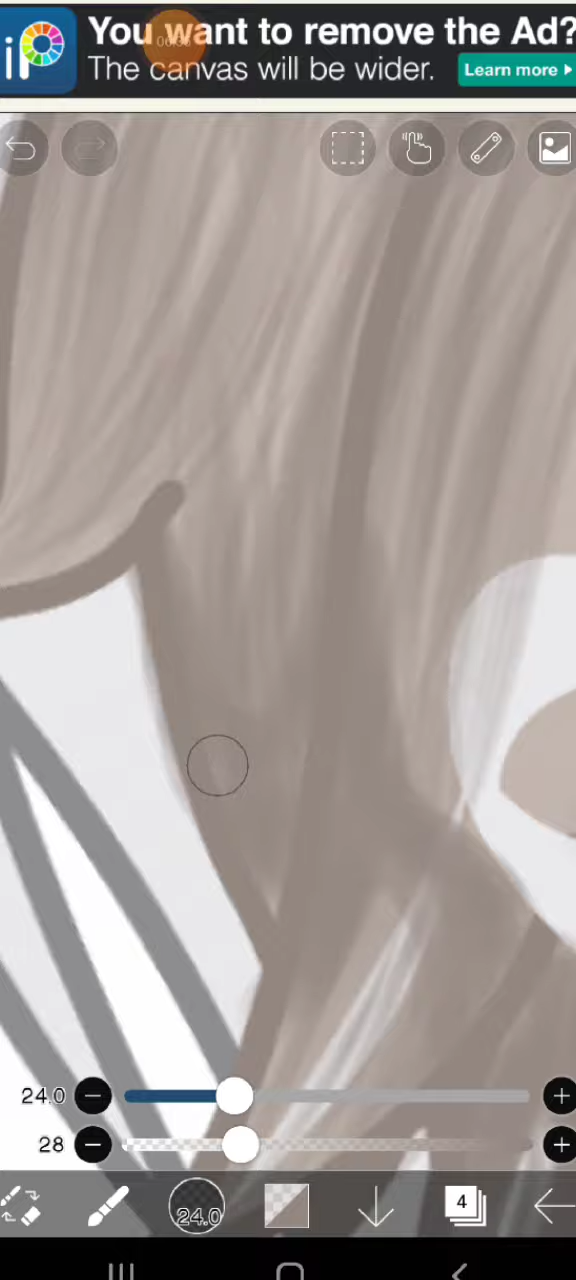 iP
You want to remove the Ad?
The canvas will be wider.
Learn more
24.0
28
24.0
4